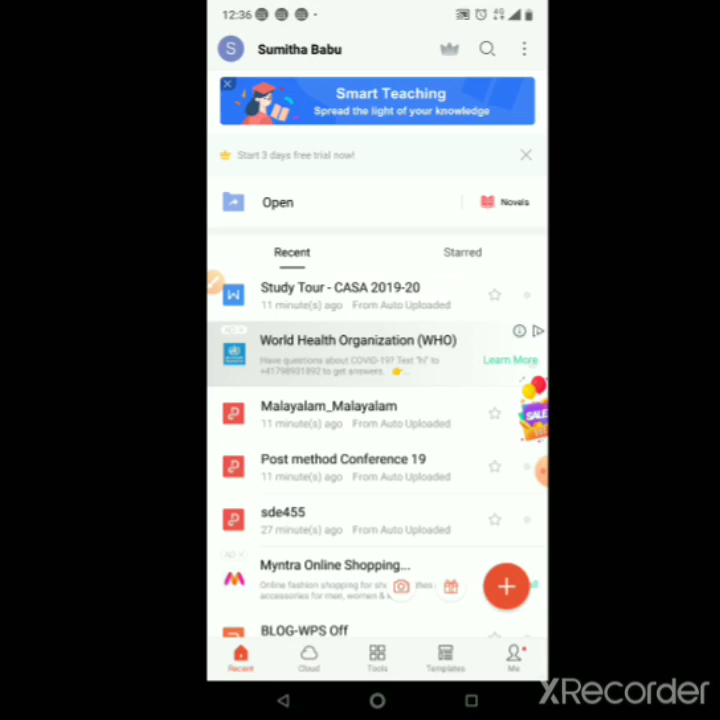 12:36
S Sumitha Babu
Smart Teaching
Spread the light of your knowledge
Start 3 days free trial now!
Open
Novels
Recent Starred
Study Tour - CASA 2019-20
11 minute(s) ago From Auto Uploaded
AD
World Health Organization (WHO)
Have questions about COVID-19? Text "hi" to
+41798931892 to get answers. 👉...
Learn More
Malayalam_Malayalam
11 minute(s) ago From Auto Uploaded
SALE
Post method Conference 19
11 minute(s) ago From Auto Uploaded
sde455
27 minute(s) ago From Auto Uploaded
AD
Myntra Online Shopping...
Online fashion shopping for
accessories for men, women &
BLOG-WPS Off
Recent Cloud Tools Templates Me
XRecorder